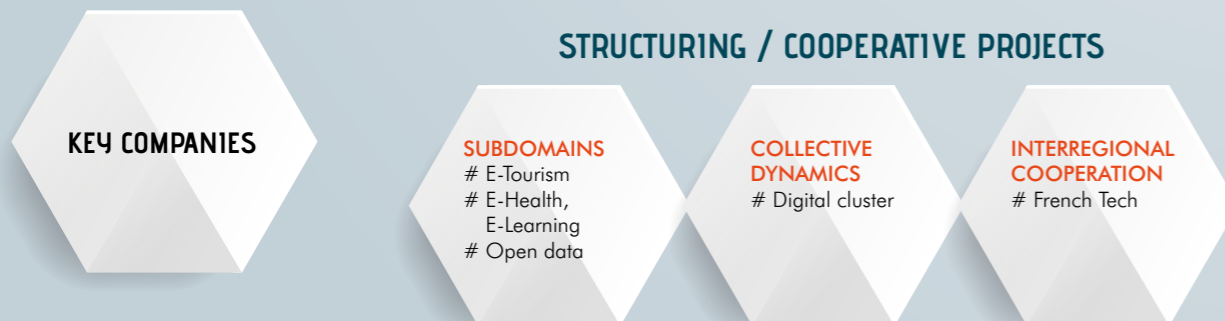 STRUCTURING / COOPERATIVE PROJECTS
KEY COMPANIES
SUBDOMAINS
# E-Tourism
# E-Health,
E-Learning
# Open data
COLLECTIVE
DYNAMICS
# Digital cluster
INTERREGIONAL
COOPERATION
# French Tech